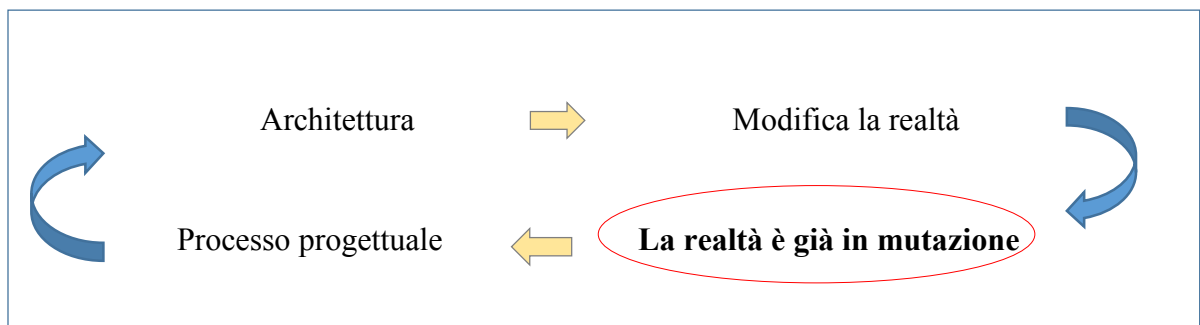 Architettura
Modifica la realtà
Processo progettuale
La realtà è già in mutazione